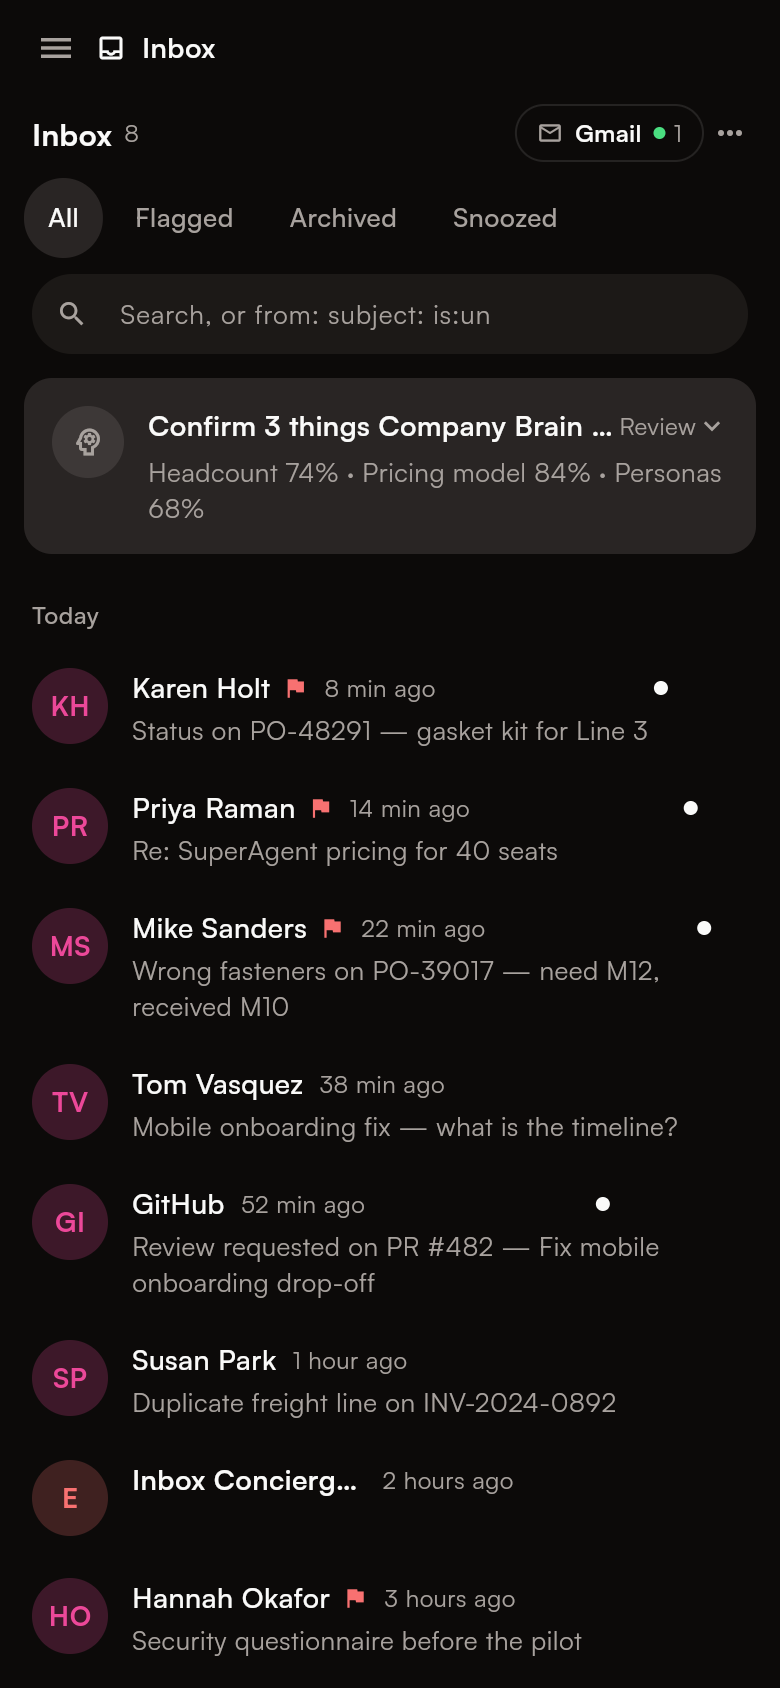 Inbox
Inbox 8
Gmail 1
All Flagged Archived Snoozed
Search, or from: subject: is:un
Confirm 3 things Company Brain ... Review
Headcount 74% · Pricing model 84% · Personas
68%
Today
KH
Karen Holt 8 min ago
Status on PO-48291 — gasket kit for Line 3
PR
Priya Raman 14 min ago
Re: SuperAgent pricing for 40 seats
MS
Mike Sanders 22 min ago
Wrong fasteners on PO-39017 — need M12,
received M10
TV
Tom Vasquez 38 min ago
Mobile onboarding fix — what is the timeline?
GI
GitHub 52 min ago
Review requested on PR #482 — Fix mobile
onboarding drop-off
SP
Susan Park 1 hour ago
Duplicate freight line on INV-2024-0892
E
Inbox Concierg... 2 hours ago
HO
Hannah Okafor 3 hours ago
Security questionnaire before the pilot